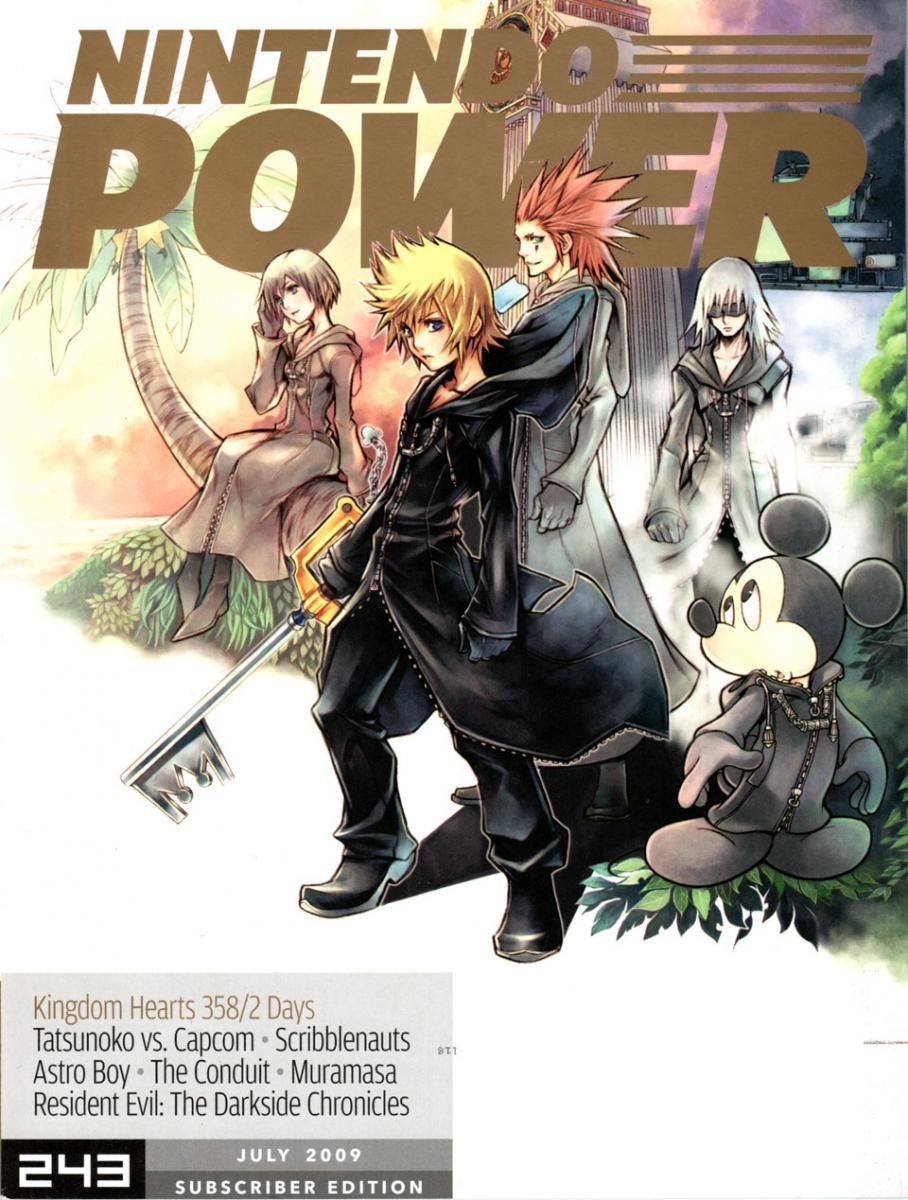 NINTENDO
POWER
Kingdom Hearts 358/2 Days
Tatsunoko vs. Capcom • Scribblenauts
Astro Boy • The Conduit • Muramasa
Resident Evil: The Darkside Chronicles
243
JULY 2009
SUBSCRIBER EDITION